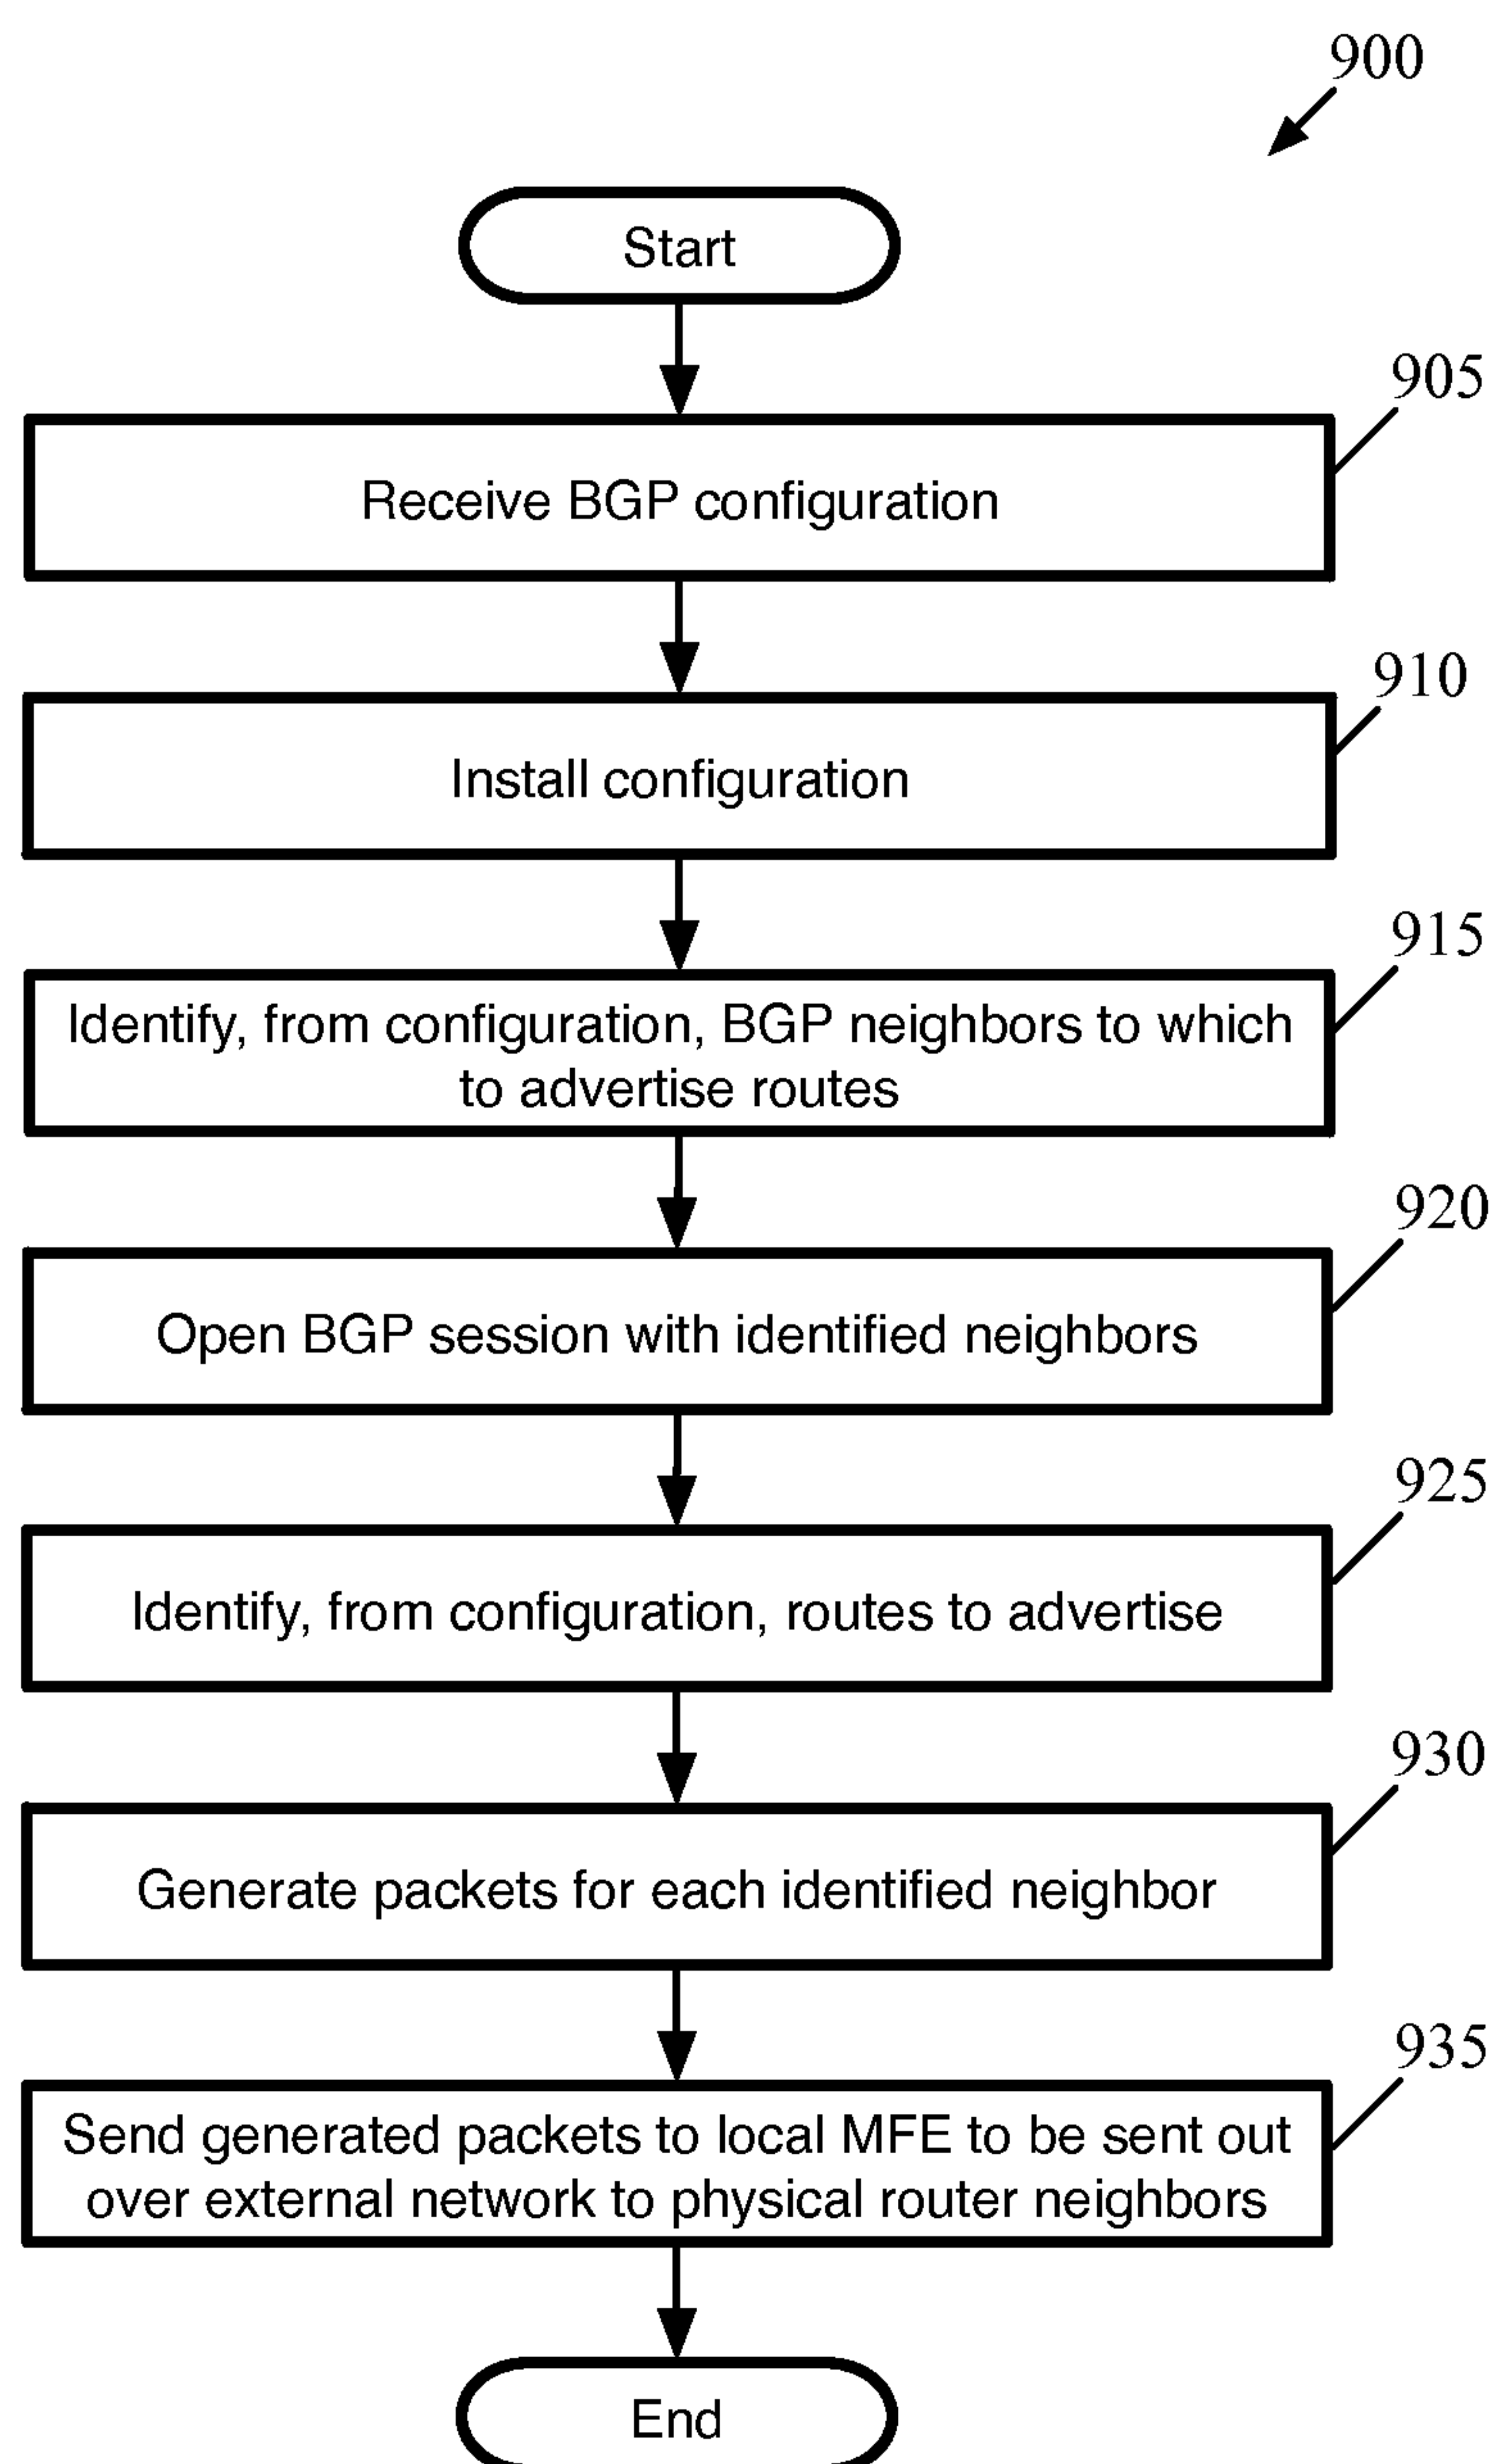 900
Start
905
Receive BGP configuration
910
Install configuration
915
Identify, from configuration, BGP neighbors to which
to advertise routes
920
Open BGP session with identified neighbors
925
Identify, from configuration, routes to advertise
930
Generate packets for each identified neighbor
935
Send generated packets to local MFE to be sent out
over external network to physical router neighbors
End